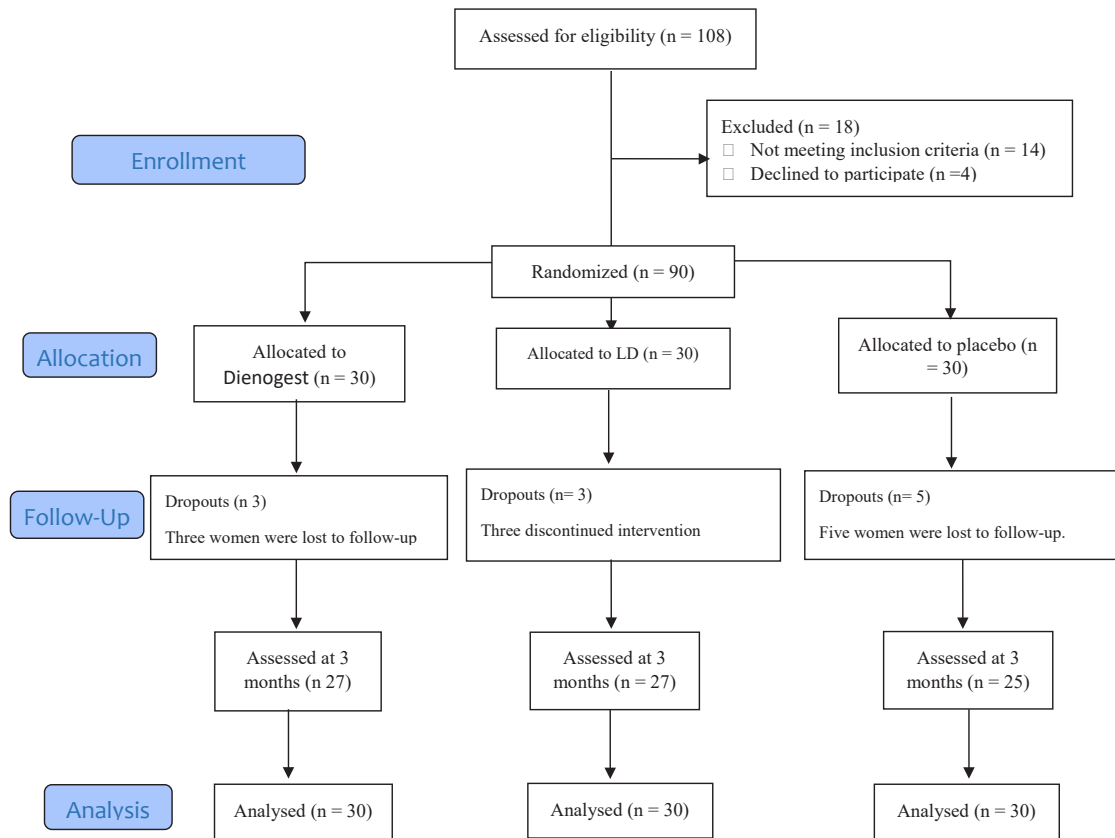 Assessed for eligibility (n = 108)
Enrollment
Excluded (n = 18)
Not meeting inclusion criteria (n = 14)
Declined to participate (n =4)
Randomized (n = 90)
Allocation
Allocated to
Dienogest (n = 30)
Allocated to LD (n = 30)
Allocated to placebo (n
= 30)
Follow-Up
Dropouts (n 3)
Three women were lost to follow-up
Dropouts (n= 3)
Three discontinued intervention
Dropouts (n= 5)
Five women were lost to follow-up.
Assessed at 3
months (n 27)
Assessed at 3
months (n = 27)
Assessed at 3
months (n = 25)
Analysis
Analysed (n = 30)
Analysed (n = 30)
Analysed (n = 30)